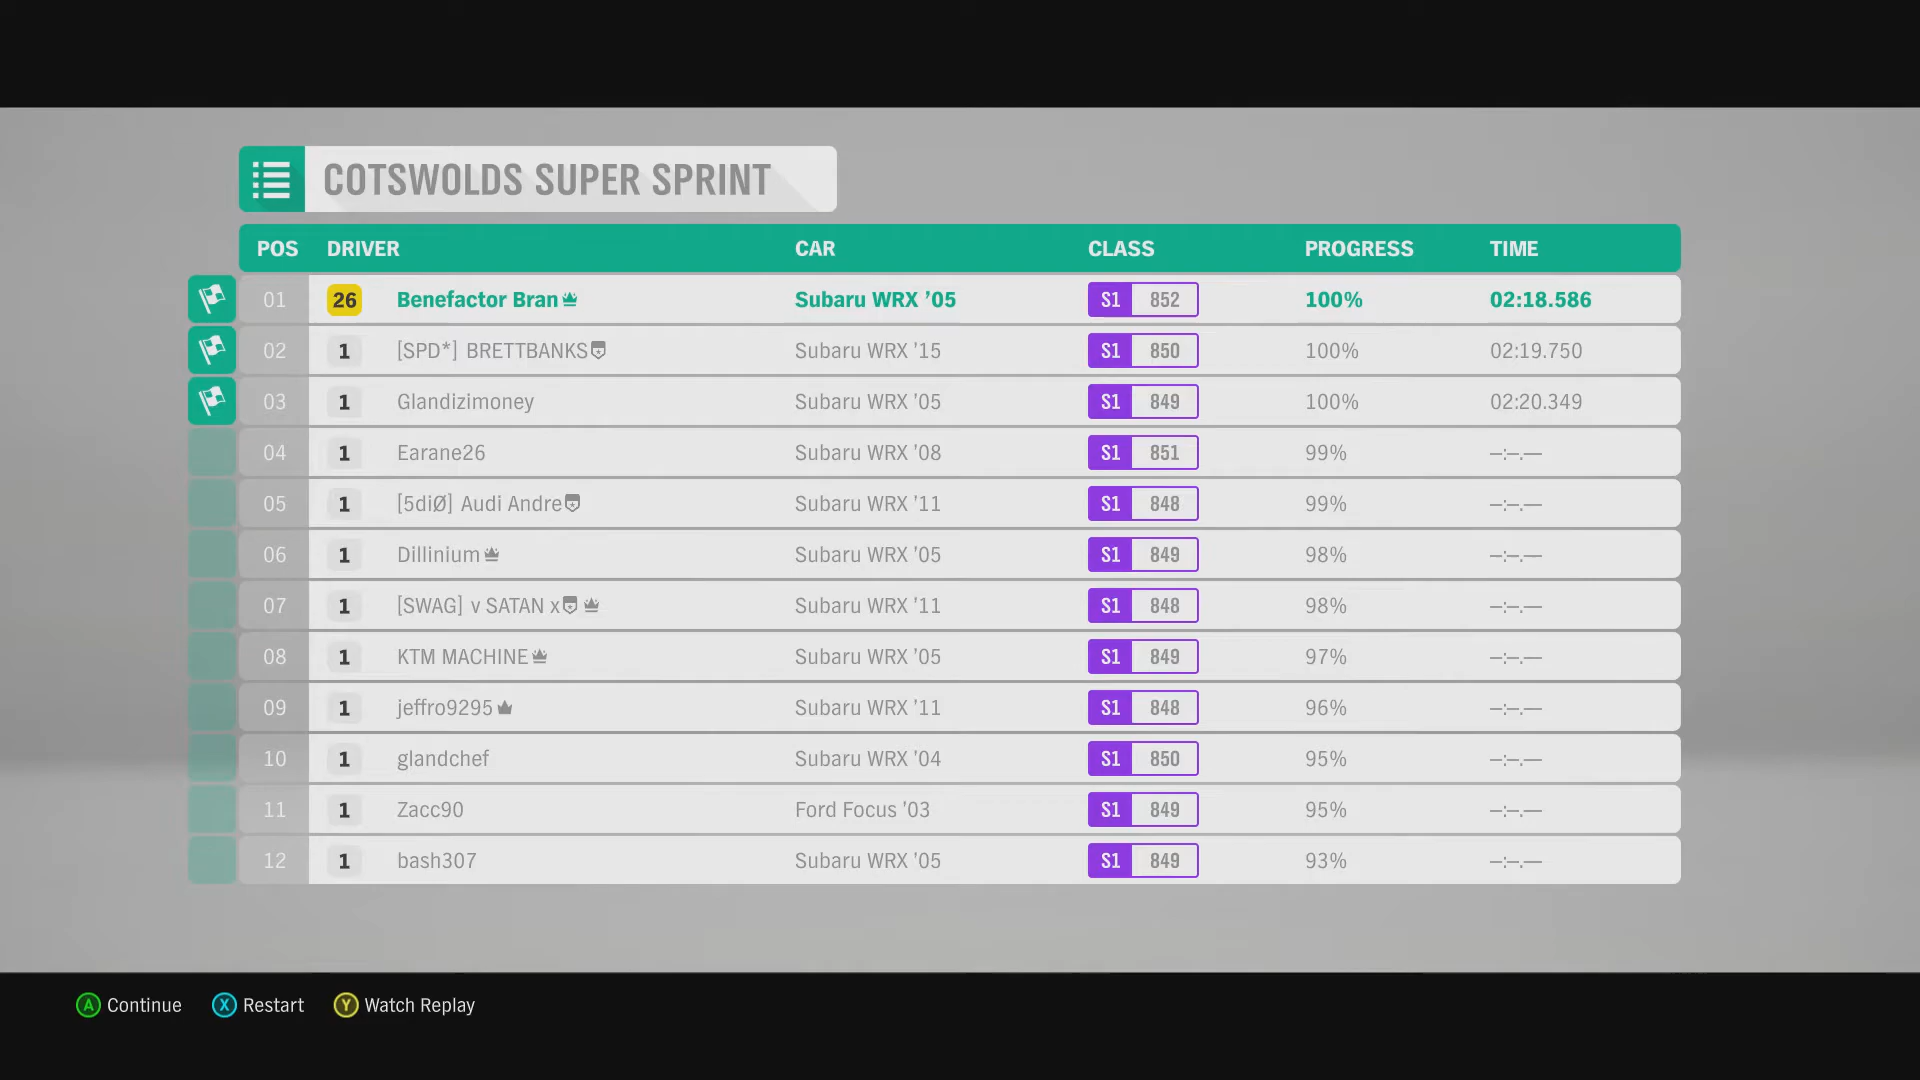 COTSWOLDS SUPER SPRINT
POS DRIVER CAR CLASS PROGRESS TIME
01 26 Benefactor Bran Subaru WRX ’05 S1 852 100% 02:18.586
02 1 [SPD*] BRETTBANKS Subaru WRX ’15 S1 850 100% 02:19.750
03 1 Glandizimoney Subaru WRX ’05 S1 849 100% 02:20.349
04 1 Earane26 Subaru WRX ’08 S1 851 99% –:–.––
05 1 [5diØ] Audi Andre Subaru WRX ’11 S1 848 99% –:–.––
06 1 Dillinium Subaru WRX ’05 S1 849 98% –:–.––
07 1 [SWAG] v SATAN x Subaru WRX ’11 S1 848 98% –:–.––
08 1 KTM MACHINE Subaru WRX ’05 S1 849 97% –:–.––
09 1 jeffro9295 Subaru WRX ’11 S1 848 96% –:–.––
10 1 glandchef Subaru WRX ’04 S1 850 95% –:–.––
11 1 Zacc90 Ford Focus ’03 S1 849 95% –:–.––
12 1 bash307 Subaru WRX ’05 S1 849 93% –:–.––
A Continue X Restart Y Watch Replay